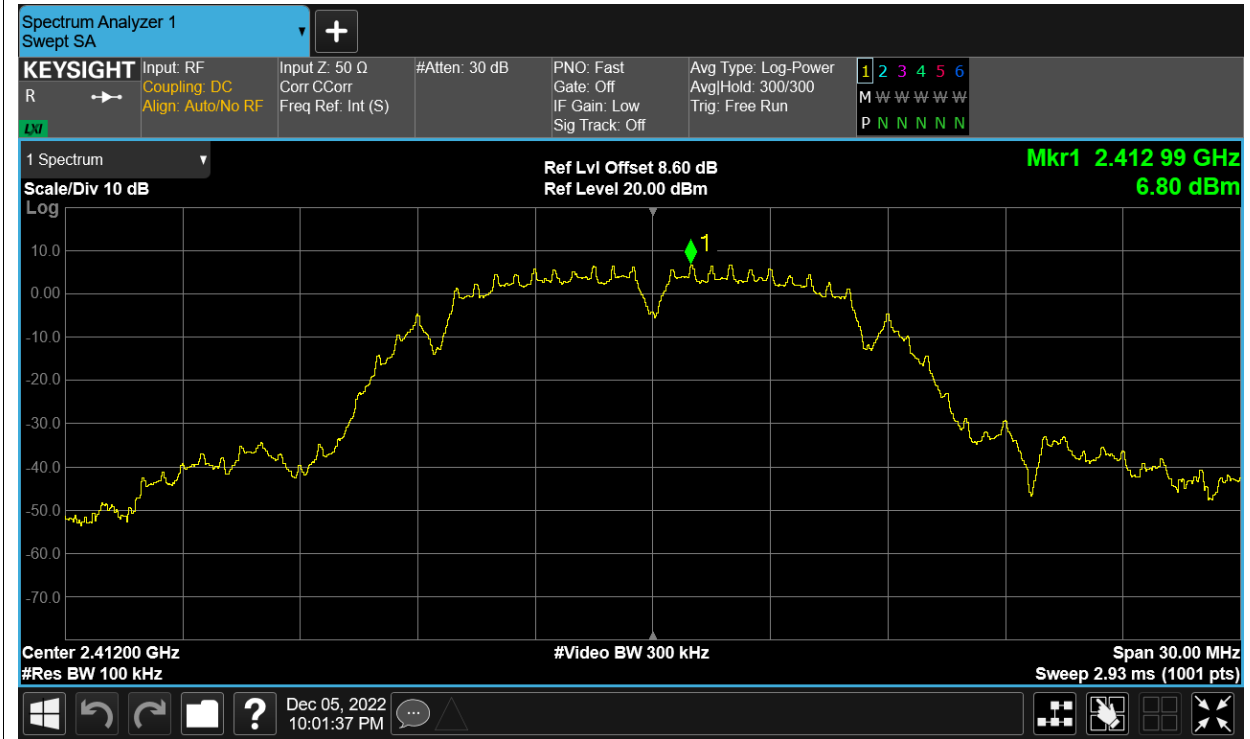 Spectrum Analyzer 1
Swept SA
KEYSIGHT
R
LXI
Input: RF
Coupling: DC
Align: Auto/No RF
Input Z: 50 Ω
Corr CCorr
Freq Ref: Int (S)
#Atten: 30 dB
PNO: Fast
Gate: Off
IF Gain: Low
Sig Track: Off
Avg Type: Log-Power
Avg|Hold: 300/300
Trig: Free Run
1 2 3 4 5 6
M W W W W W W
P N N N N N N
1 Spectrum
Scale/Div 10 dB
Log
Ref Lvl Offset 8.60 dB
Ref Level 20.00 dBm
Mkr1 2.412 99 GHz
6.80 dBm
1
10.0
0.00
-10.0
-20.0
-30.0
-40.0
-50.0
-60.0
-70.0
Center 2.41200 GHz
#Res BW 100 kHz
#Video BW 300 kHz
Span 30.00 MHz
Sweep 2.93 ms (1001 pts)
?
Dec 05, 2022
10:01:37 PM